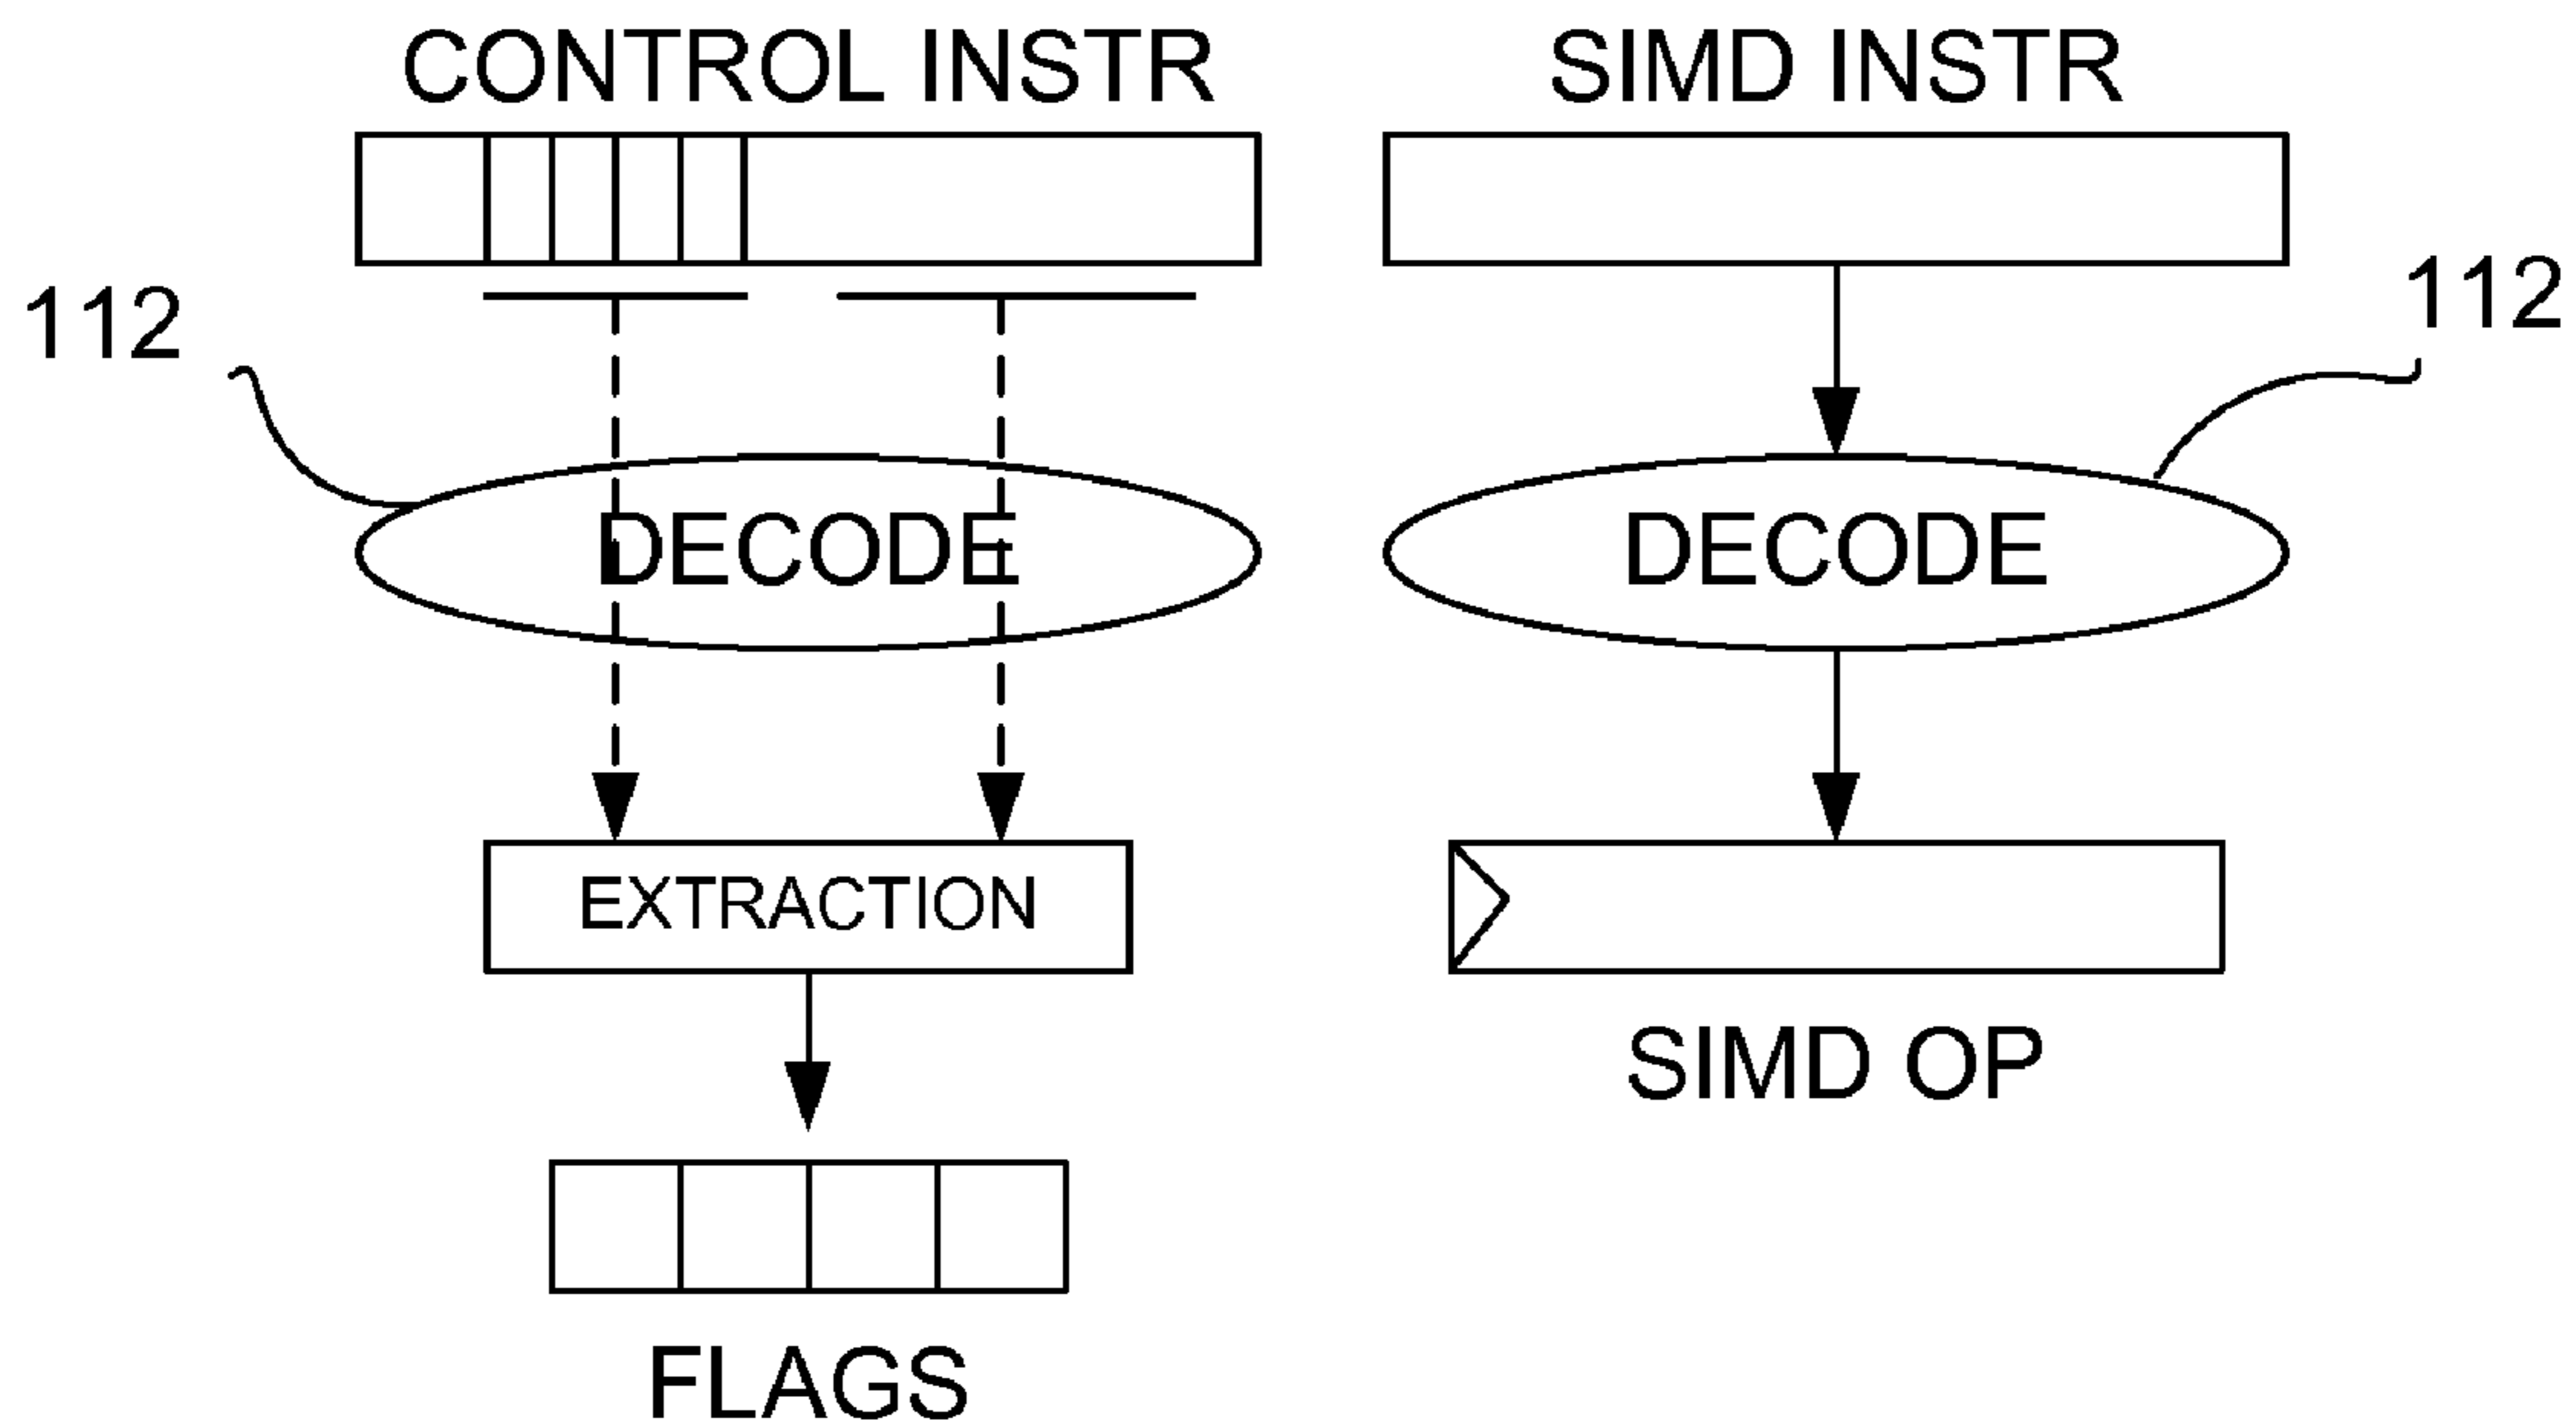 CONTROL INSTR
SIMD INSTR
112
112
DECODE
DECODE
EXTRACTION
SIMD OP
FLAGS